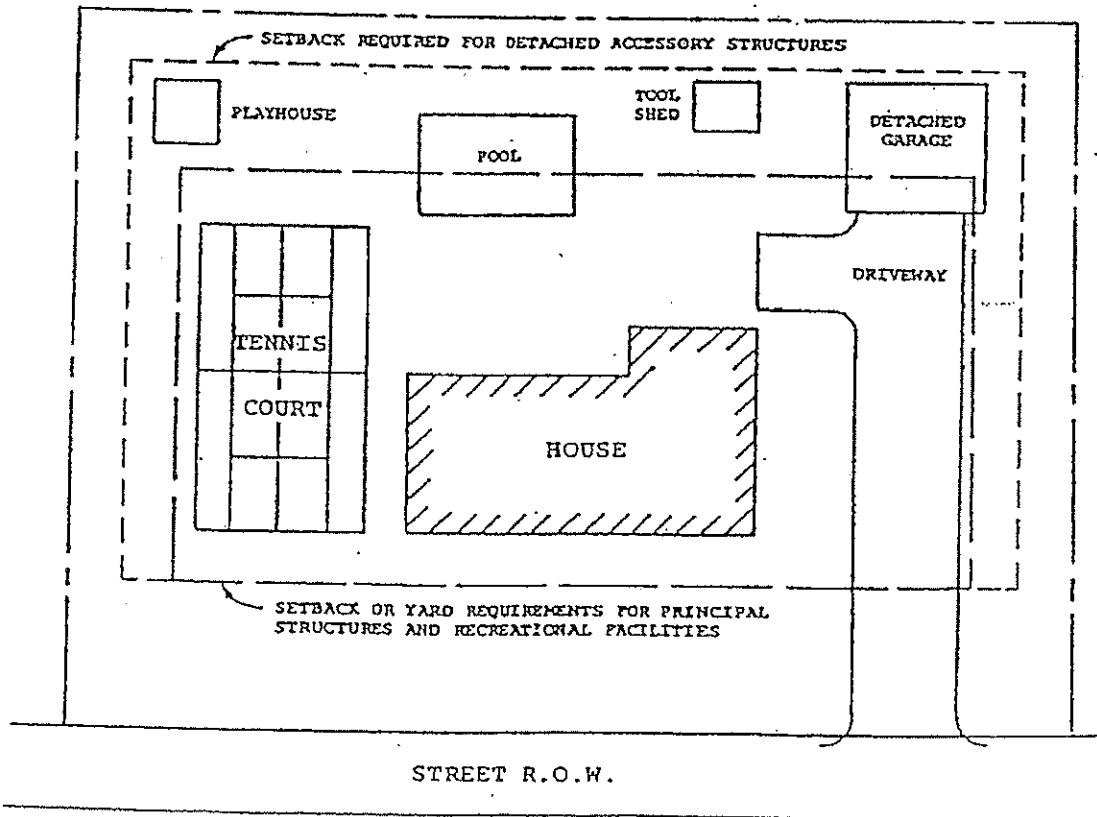 SETBACK REQUIRED FOR DETACHED ACCESSORY STRUCTURES
PLAYHOUSE
POOL
TOOL
SHED
DETACHED
GARAGE
DRIVEWAY
TENNIS
COURT
HOUSE
SETBACK OR YARD REQUIREMENTS FOR PRINCIPAL
STRUCTURES AND RECREATIONAL FACILITIES
STREET R.O.W.